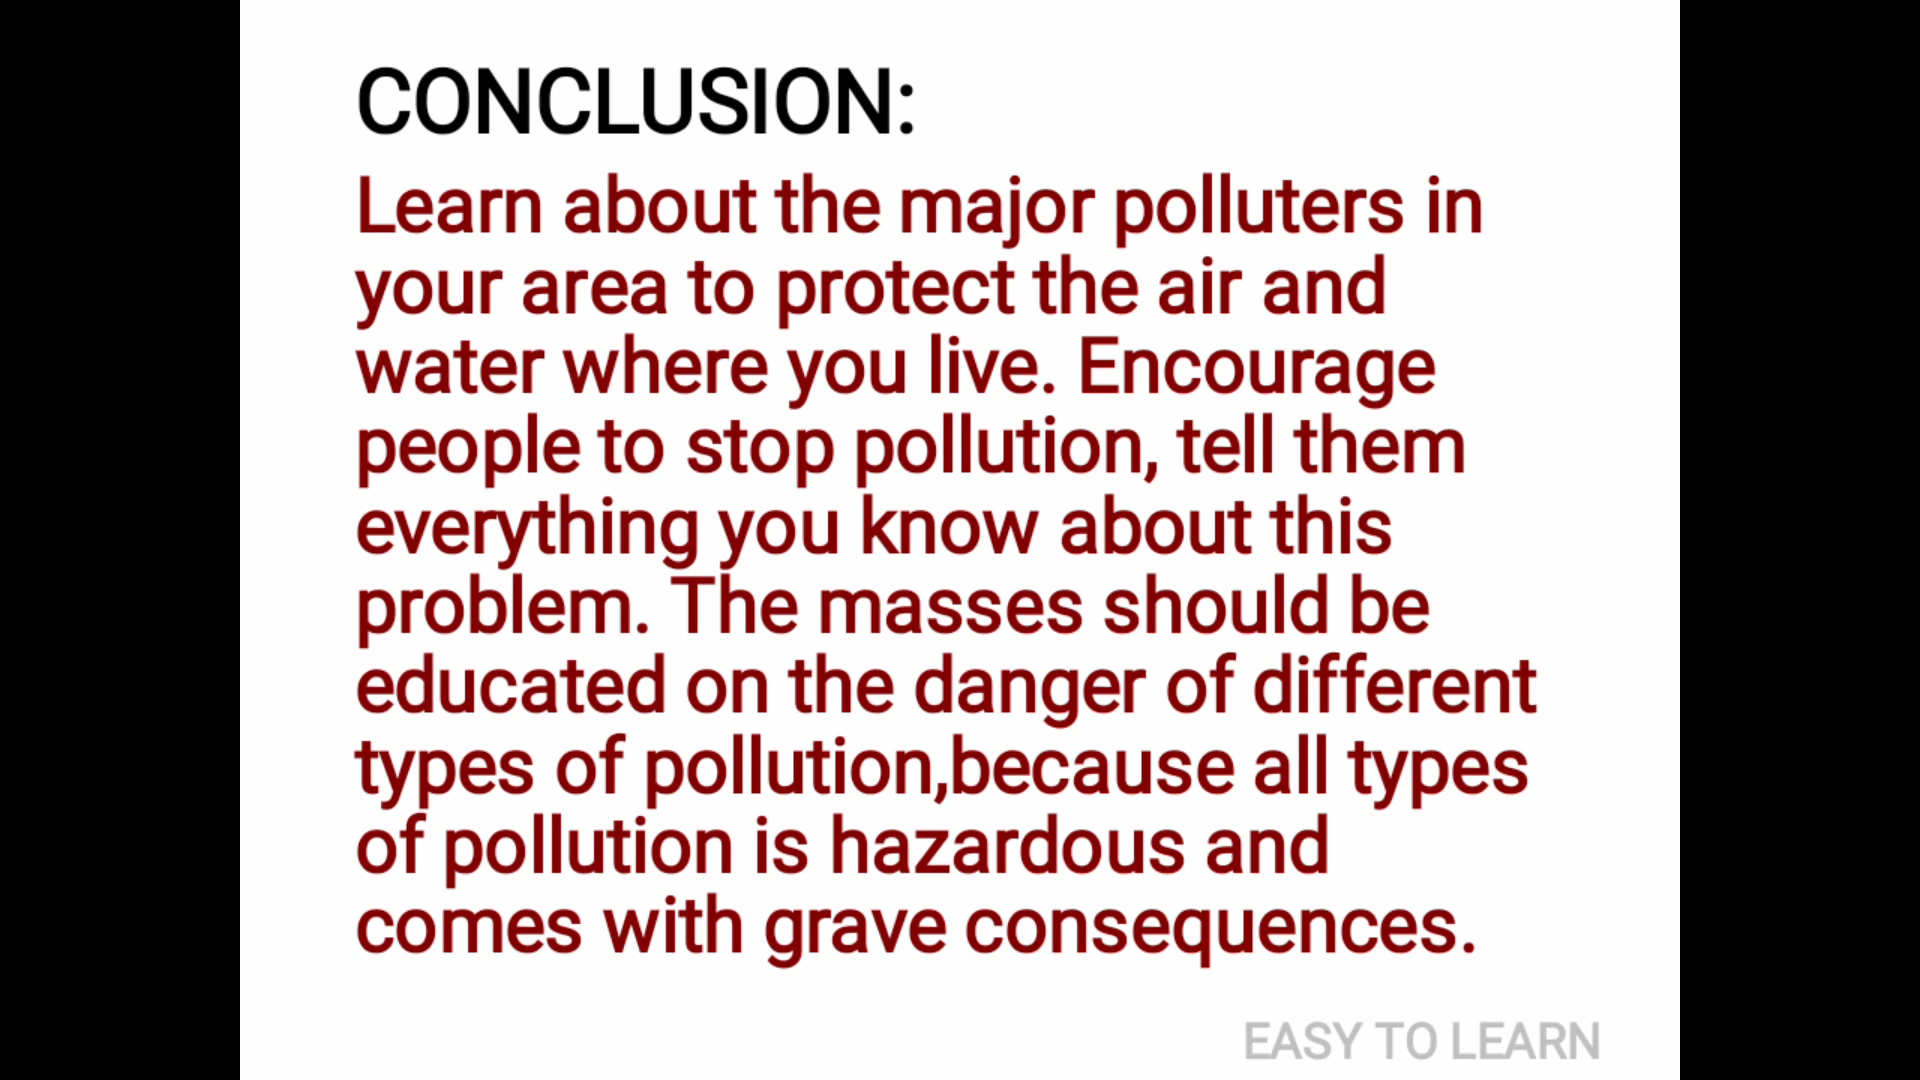 CONCLUSION:
Learn about the major polluters in
your area to protect the air and
water where you live. Encourage
people to stop pollution, tell them
everything you know about this
problem. The masses should be
educated on the danger of different
types of pollution,because all types
of pollution is hazardous and
comes with grave consequences.
EASY TO LEARN